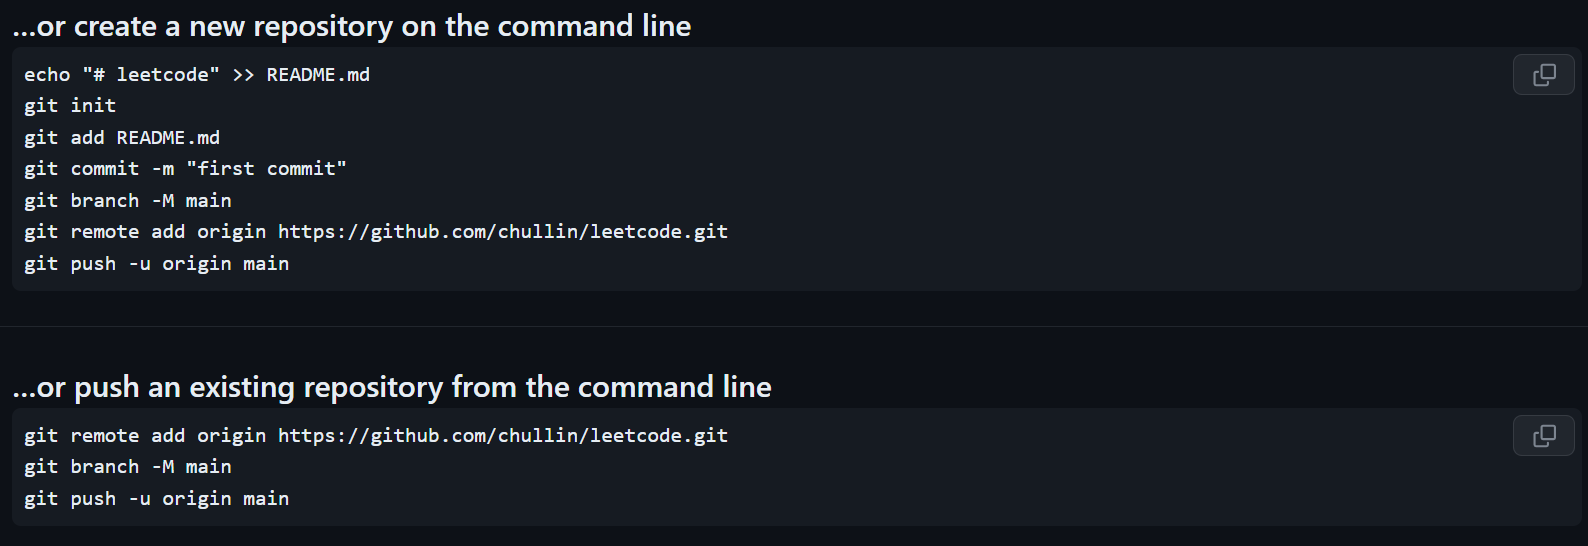 ...or create a new repository on the command line
echo "# leetcode" >> README.md
git init
git add README.md
git commit -m "first commit"
git branch -M main
git remote add origin https://github.com/chullin/leetcode.git
git push -u origin main
...or push an existing repository from the command line
git remote add origin https://github.com/chullin/leetcode.git
git branch -M main
git push -u origin main